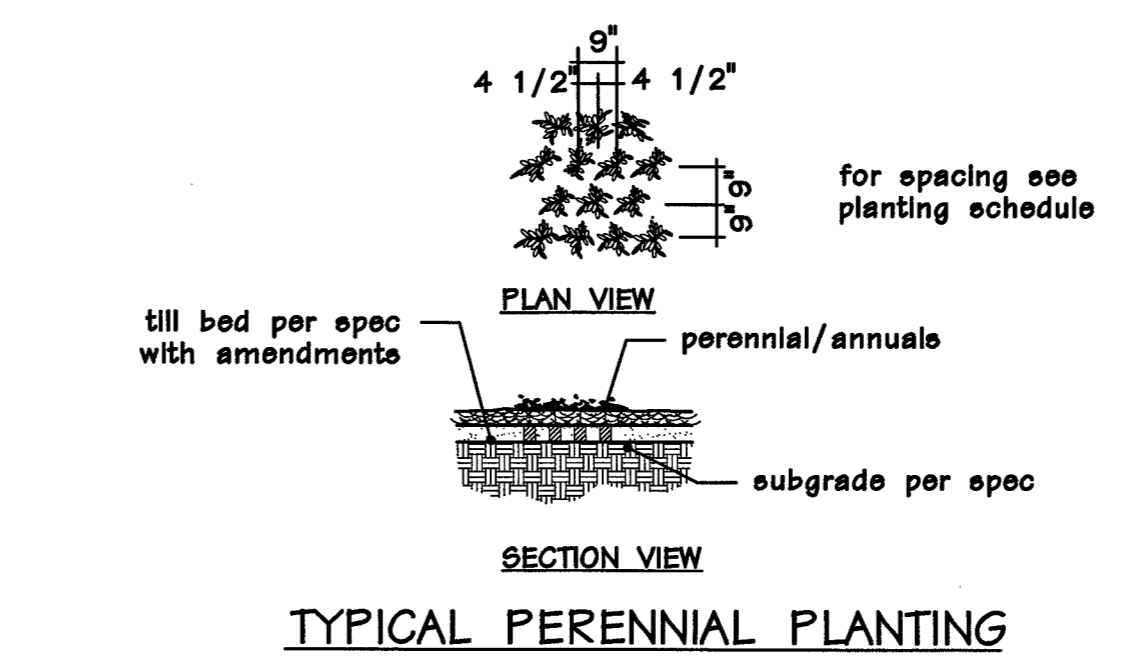 9"
4 1/2" 4 1/2"
9"
9"
for spacing see
planting schedule
PLAN VIEW
till bed per spec
with amendments
perennial/annuals
subgrade per spec
SECTION VIEW
TYPICAL PERENNIAL PLANTING